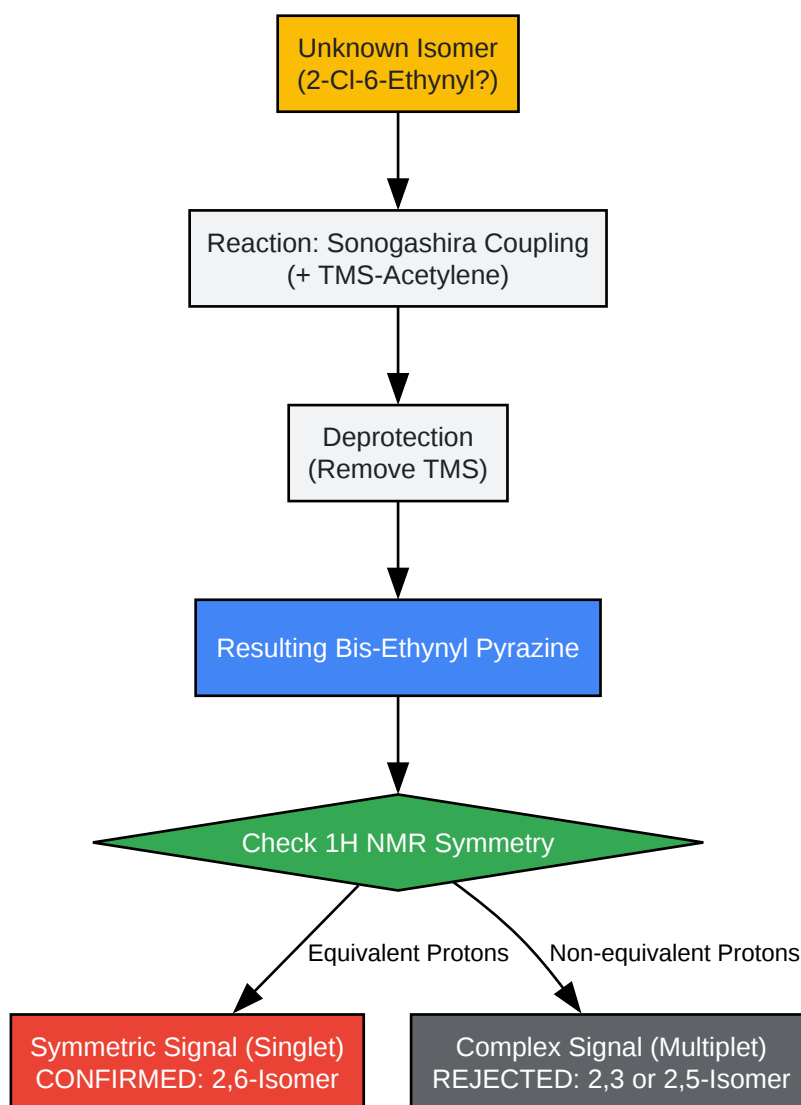 Unknown Isomer
(2-Cl-6-Ethynyl?)
Reaction: Sonogashira Coupling
(+ TMS-Acetylene)
Deprotection
(Remove TMS)
Resulting Bis-Ethynyl Pyrazine
Check 1H NMR Symmetry
Equivalent Protons
Non-equivalent Protons
Symmetric Signal (Singlet)
CONFIRMED: 2,6-Isomer
Complex Signal (Multiplet)
REJECTED: 2,3 or 2,5-Isomer